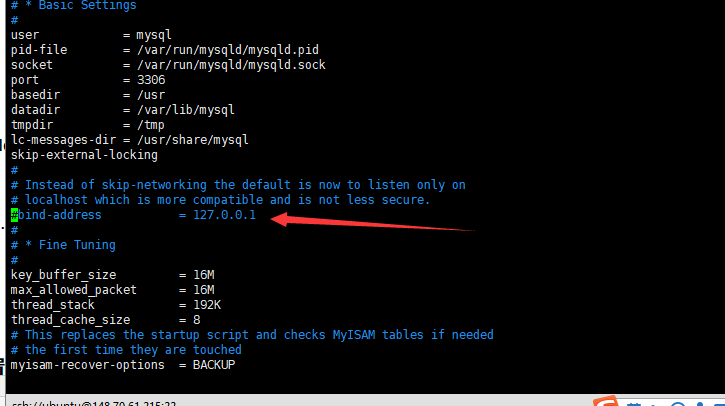 # * Basic Settings
#
user            = mysql
pid-file        = /var/run/mysqld/mysqld.pid
socket          = /var/run/mysqld/mysqld.sock
port            = 3306
basedir         = /usr
datadir         = /var/lib/mysql
tmpdir          = /tmp
lc-messages-dir = /usr/share/mysql
skip-external-locking
#
# Instead of skip-networking the default is now to listen only on
# localhost which is more compatible and is not less secure.
#bind-address           = 127.0.0.1
#
# * Fine Tuning
#
key_buffer_size         = 16M
max_allowed_packet      = 16M
thread_stack            = 192K
thread_cache_size       = 8
# This replaces the startup script and checks MyISAM tables if needed
# the first time they are touched
myisam-recover-options  = BACKUP
ssh://ubuntu@148.70.61.215:22